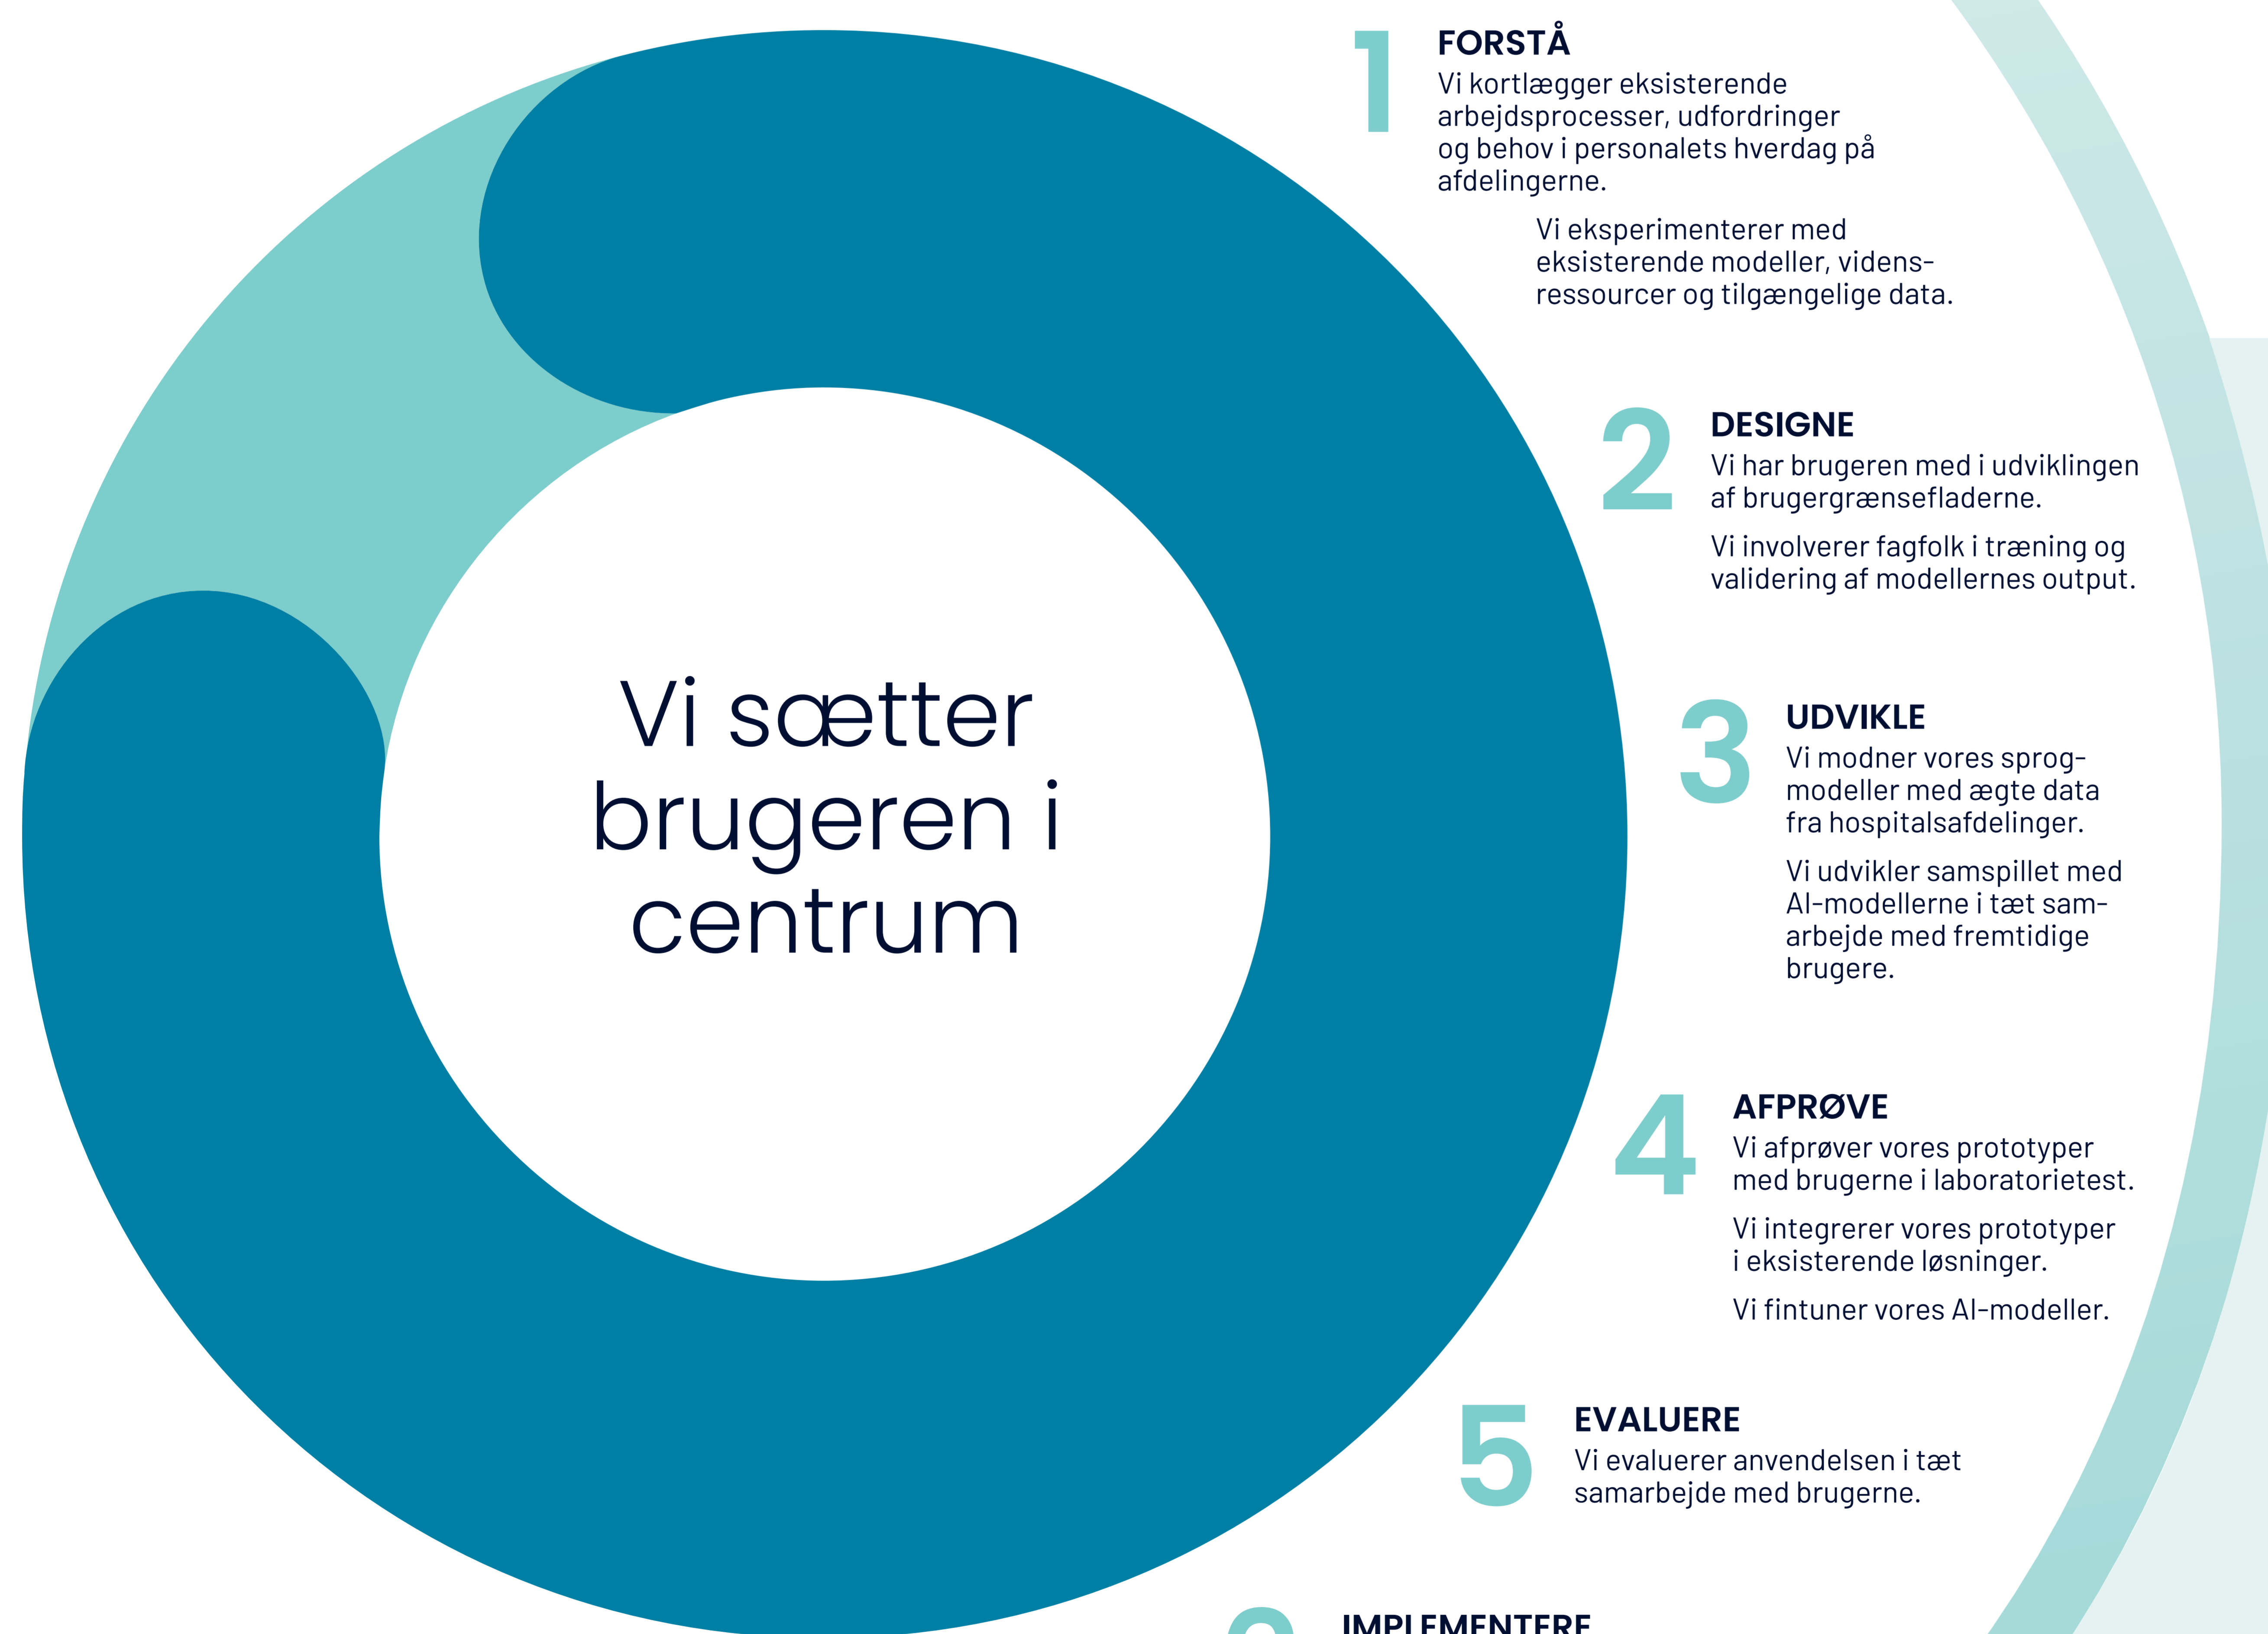 Vi sætter
brugeren i
centrum
1
FORSTÅ
Vi kortlægger eksisterende
arbejdsprocesser, udfordringer
og behov i personalets hverdag på
afdelingerne.
Vi eksperimenterer med
eksisterende modeller, videns-
ressourcer og tilgængelige data.
2
DESIGNE
Vi har brugeren med i udviklingen
af brugergrænsefladerne.
Vi involverer fagfolk i træning og
validering af modellernes output.
3
UDVIKLE
Vi modner vores sprog-
modeller med ægte data
fra hospitalsafdelinger.
Vi udvikler samspillet med
AI-modellerne i tæt sam-
arbejde med fremtidige
brugere.
4
AFPRØVE
Vi afprøver vores prototyper
med brugerne i laboratorietest.
Vi integrerer vores prototyper
i eksisterende løsninger.
Vi fintuner vores AI-modeller.
5
EVALUERE
Vi evaluerer anvendelsen i tæt
samarbejde med brugerne.
IMPLEMENTERE